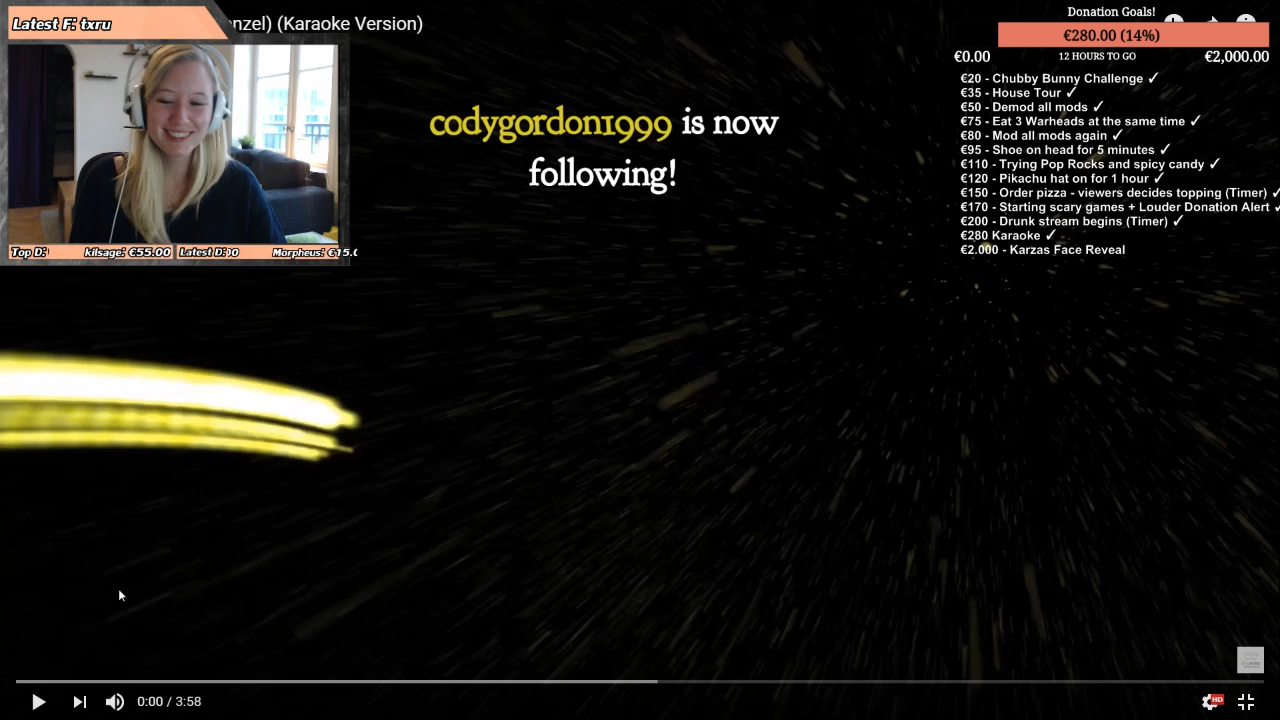 Latest F: txru
nzel) (Karaoke Version)
Top D:
kilsage: €55.00
Latest D:
Morpheus: €15.0
codygordon1999 is now
following!
Donation Goals!
€280.00 (14%)
€0.00
12 HOURS TO GO
€2,000.00
€20 - Chubby Bunny Challenge ✓
€35 - House Tour ✓
€50 - Demod all mods ✓
€75 - Eat 3 Warheads at the same time ✓
€80 - Mod all mods again ✓
€95 - Shoe on head for 5 minutes ✓
€110 - Trying Pop Rocks and spicy candy ✓
€120 - Pikachu hat on for 1 hour ✓
€150 - Order pizza - viewers decides topping (Timer) ✓
€170 - Starting scary games + Louder Donation Alert ✓
€200 - Drunk stream begins (Timer) ✓
€280 Karaoke ✓
€2.000 - Karzas Face Reveal
0:00 / 3:58
HD